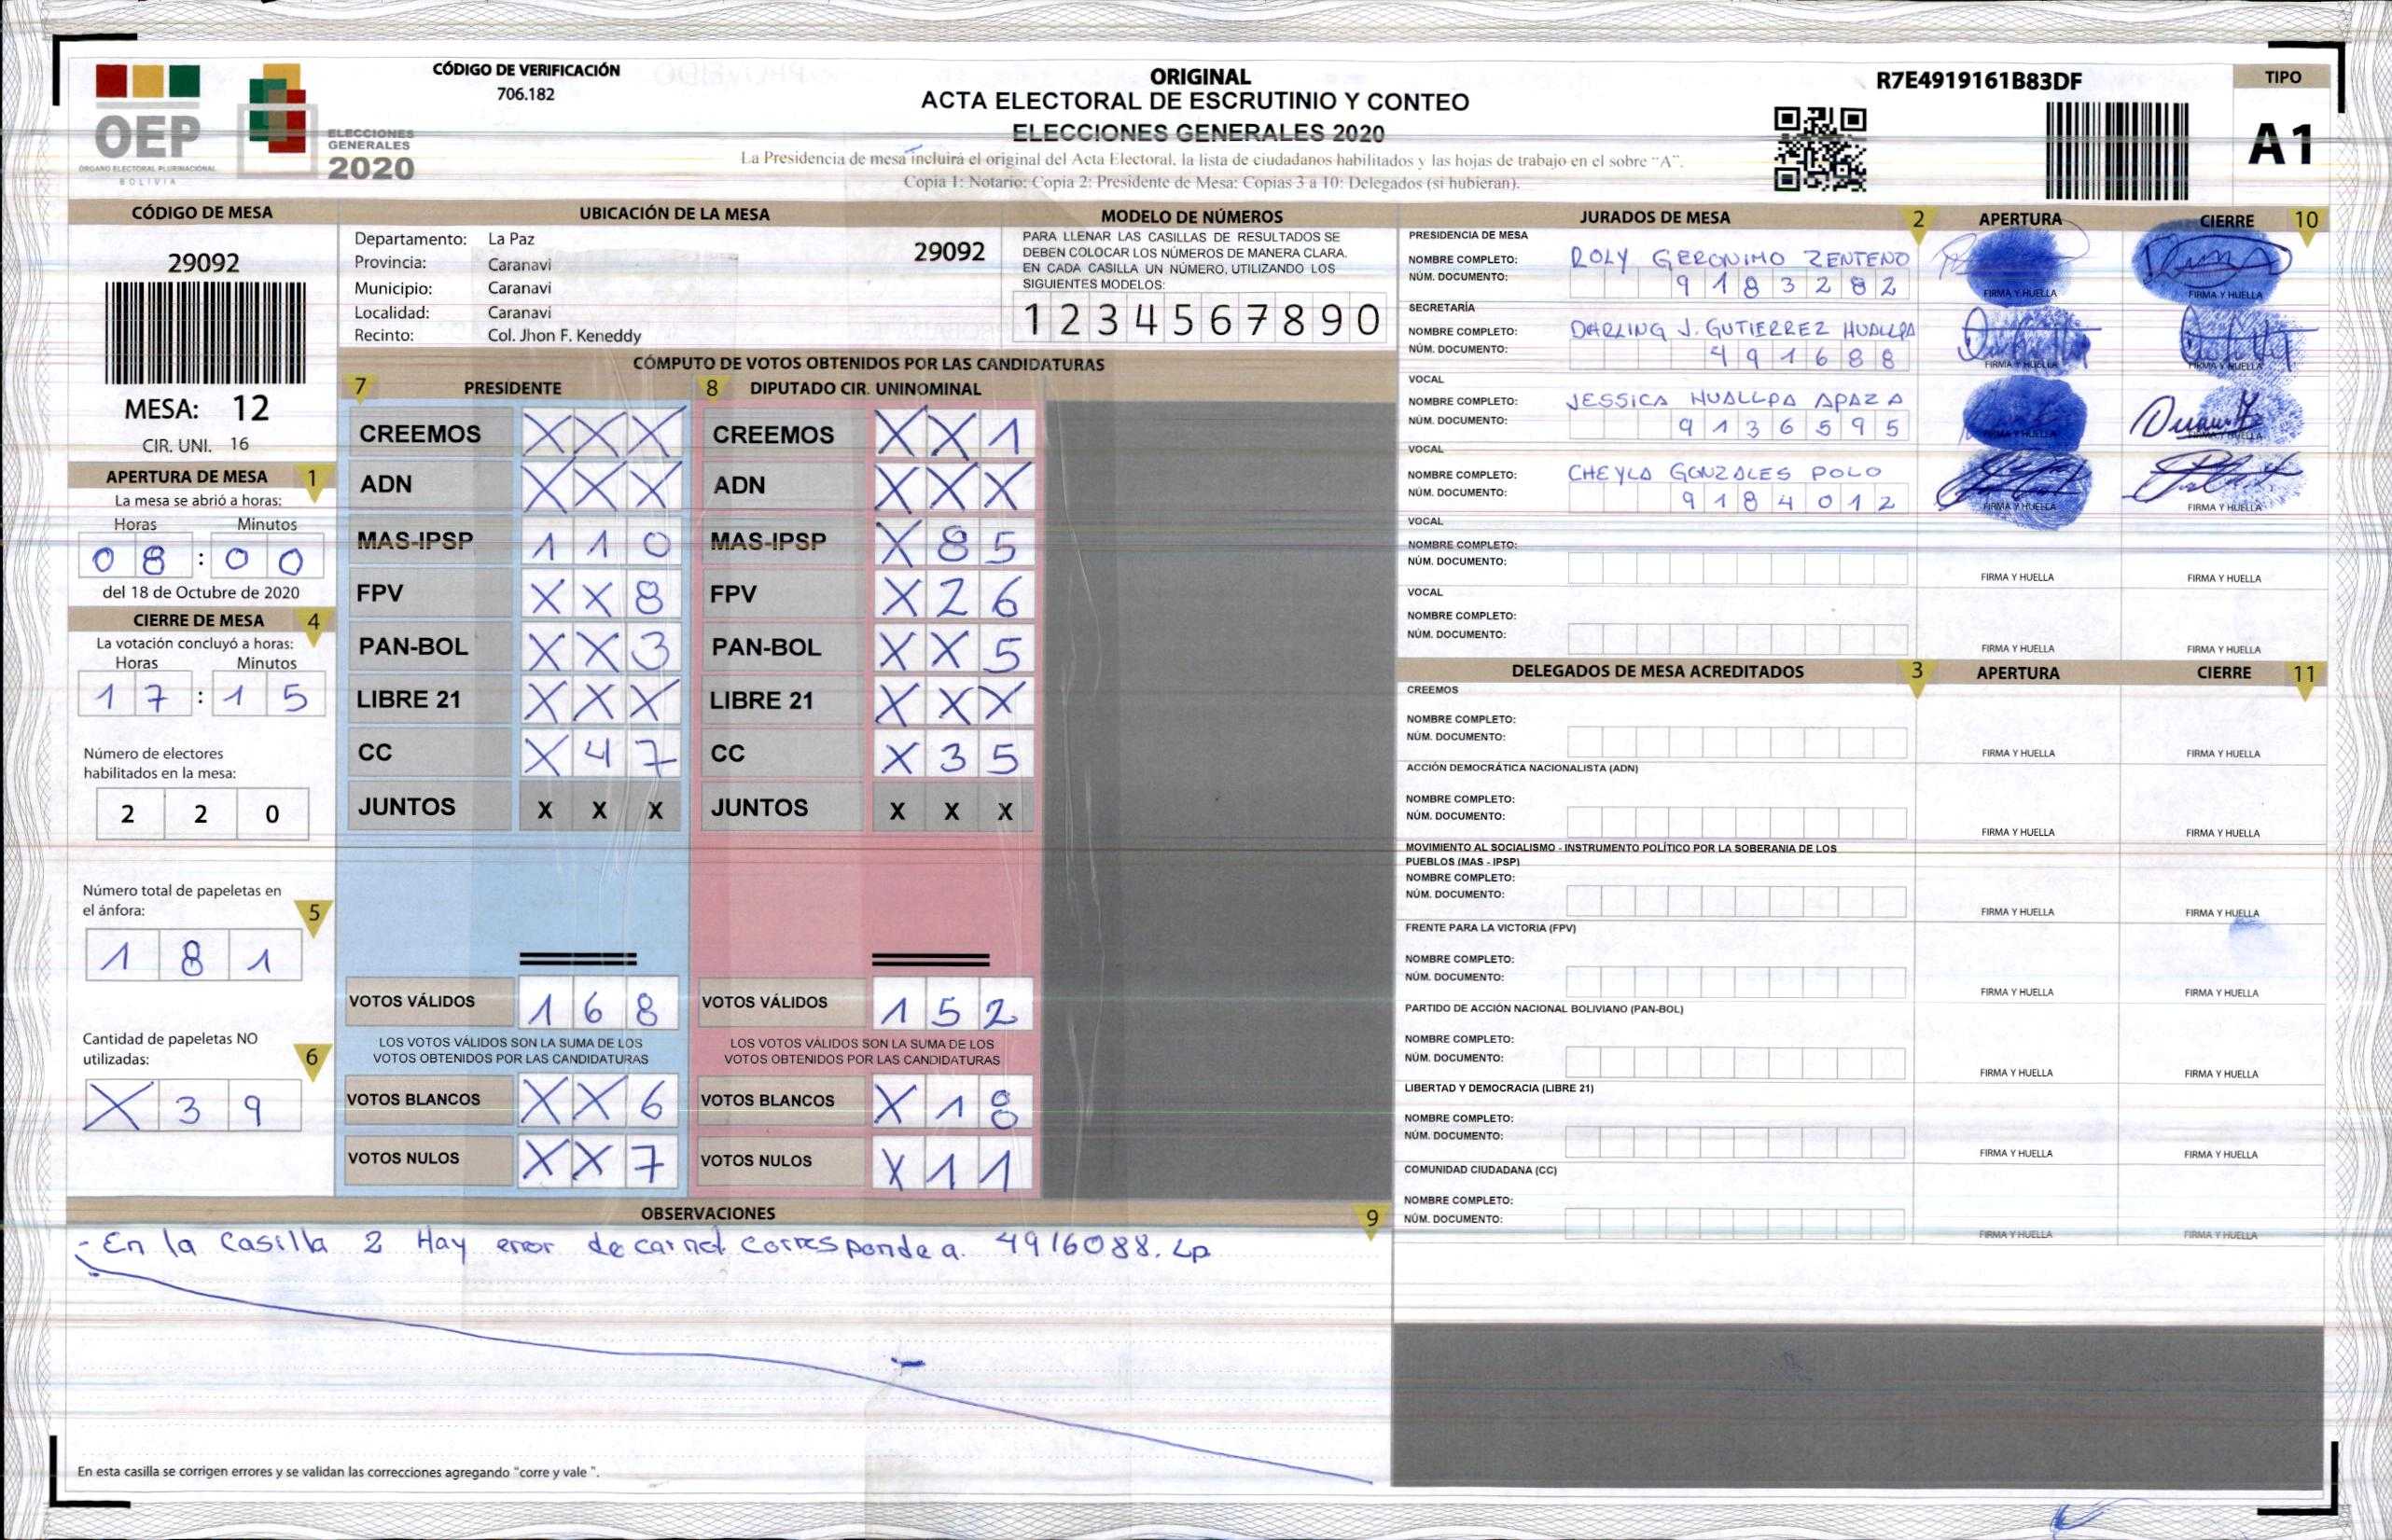 CÓDIGO DE VERIFICACIÓN
706.182
OEP
ÓRGANO ELECTORAL PLURINACIONAL
BOLIVIA
ELECCIONES
GENERALES
2020
ORIGINAL
ACTA ELECTORAL DE ESCRUTINIO Y CONTEO
ELECCIONES GENERALES 2020
La Presidencia de mesa incluirá el original del Acta Electoral, la lista de ciudadanos habilitados y las hojas de trabajo en el sobre "A".
Copia 1: Notario; Copia 2: Presidente de Mesa; Copias 3 a 10: Delegados (si hubieran).
R7E4919161B83DF
TIPO
A1
CÓDIGO DE MESA
29092
MESA: 12
CIR. UNI. 16
APERTURA DE MESA 1
La mesa se abrió a horas:
Horas Minutos
0 8 : 0 0
del 18 de Octubre de 2020
CIERRE DE MESA 4
La votación concluyó a horas:
Horas Minutos
1 7 : 1 5
Número de electores
habilitados en la mesa:
2 2 0
Número total de papeletas en
el ánfora: 5
1 8 1
Cantidad de papeletas NO
utilizadas: 6
X 3 9
UBICACIÓN DE LA MESA
Departamento: La Paz 29092
Provincia: Caranavi
Municipio: Caranavi
Localidad: Caranavi
Recinto: Col. Jhon F. Keneddy
MODELO DE NÚMEROS
PARA LLENAR LAS CASILLAS DE RESULTADOS SE
DEBEN COLOCAR LOS NÚMEROS DE MANERA CLARA.
EN CADA CASILLA UN NÚMERO, UTILIZANDO LOS
SIGUIENTES MODELOS:
1 2 3 4 5 6 7 8 9 0
CÓMPUTO DE VOTOS OBTENIDOS POR LAS CANDIDATURAS
7 PRESIDENTE 8 DIPUTADO CIR. UNINOMINAL
CREEMOS X X X CREEMOS X X 1
ADN X X X ADN X X X
MAS-IPSP 1 1 0 MAS-IPSP X 8 5
FPV X X 8 FPV X 2 6
PAN-BOL X X 3 PAN-BOL X X 5
LIBRE 21 X X X LIBRE 21 X X X
CC X 4 7 CC X 3 5
JUNTOS X X X JUNTOS X X X
VOTOS VÁLIDOS 1 6 8 VOTOS VÁLIDOS 1 5 2
LOS VOTOS VÁLIDOS SON LA SUMA DE LOS LOS VOTOS VÁLIDOS SON LA SUMA DE LOS
VOTOS OBTENIDOS POR LAS CANDIDATURAS VOTOS OBTENIDOS POR LAS CANDIDATURAS
VOTOS BLANCOS X X 6 VOTOS BLANCOS X 1 8
VOTOS NULOS X X 7 VOTOS NULOS X 1 1
JURADOS DE MESA 2 APERTURA CIERRE 10
PRESIDENCIA DE MESA
NOMBRE COMPLETO: ROLY GERONIMO ZENTENO
NÚM. DOCUMENTO: 9 1 8 3 2 8 2 FIRMA Y HUELLA FIRMA Y HUELLA
SECRETARÍA
NOMBRE COMPLETO: DARLING J. GUTIERREZ HUALLPA
NÚM. DOCUMENTO: 4 9 1 6 8 8 FIRMA Y HUELLA FIRMA Y HUELLA
VOCAL
NOMBRE COMPLETO: JESSICA HUALLPA APAZA
NÚM. DOCUMENTO: 9 1 3 6 5 9 5 FIRMA Y HUELLA FIRMA Y HUELLA
VOCAL
NOMBRE COMPLETO: CHEYLA GONZALES POLO
NÚM. DOCUMENTO: 9 1 8 4 0 1 2 FIRMA Y HUELLA FIRMA Y HUELLA
VOCAL
NOMBRE COMPLETO:
NÚM. DOCUMENTO: FIRMA Y HUELLA FIRMA Y HUELLA
VOCAL
NOMBRE COMPLETO:
NÚM. DOCUMENTO: FIRMA Y HUELLA FIRMA Y HUELLA
DELEGADOS DE MESA ACREDITADOS 3 APERTURA CIERRE 11
CREEMOS
NOMBRE COMPLETO:
NÚM. DOCUMENTO: FIRMA Y HUELLA FIRMA Y HUELLA
ACCIÓN DEMOCRÁTICA NACIONALISTA (ADN)
NOMBRE COMPLETO:
NÚM. DOCUMENTO: FIRMA Y HUELLA FIRMA Y HUELLA
MOVIMIENTO AL SOCIALISMO - INSTRUMENTO POLÍTICO POR LA SOBERANIA DE LOS
PUEBLOS (MAS - IPSP)
NOMBRE COMPLETO:
NÚM. DOCUMENTO: FIRMA Y HUELLA FIRMA Y HUELLA
FRENTE PARA LA VICTORIA (FPV)
NOMBRE COMPLETO:
NÚM. DOCUMENTO: FIRMA Y HUELLA FIRMA Y HUELLA
PARTIDO DE ACCIÓN NACIONAL BOLIVIANO (PAN-BOL)
NOMBRE COMPLETO:
NÚM. DOCUMENTO: FIRMA Y HUELLA FIRMA Y HUELLA
LIBERTAD Y DEMOCRACIA (LIBRE 21)
NOMBRE COMPLETO:
NÚM. DOCUMENTO: FIRMA Y HUELLA FIRMA Y HUELLA
COMUNIDAD CIUDADANA (CC)
NOMBRE COMPLETO:
NÚM. DOCUMENTO: FIRMA Y HUELLA FIRMA Y HUELLA
OBSERVACIONES 9
- En la casilla 2 Hay error de carnet corresponde a. 4916088. Lp
En esta casilla se corrigen errores y se validan las correcciones agregando "corre y vale ".